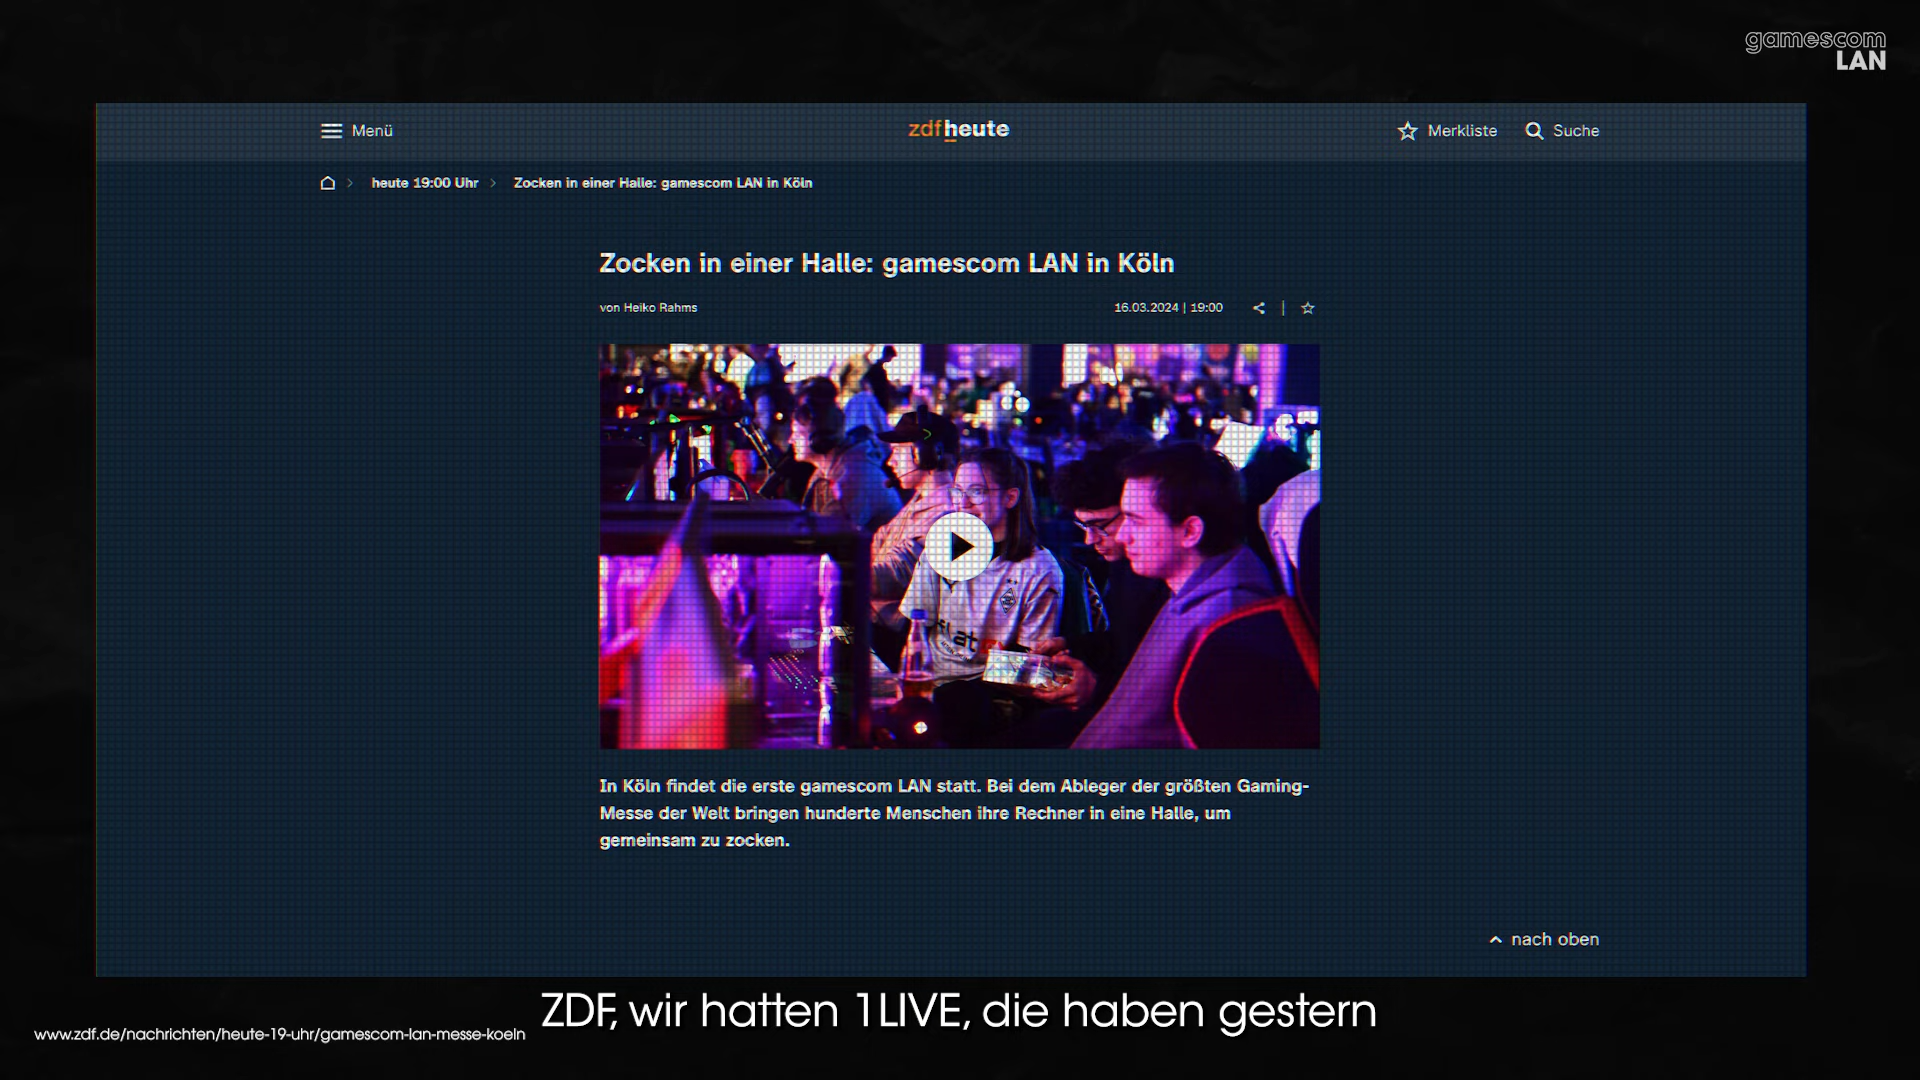 gamescom
LAN
Menü
zdfheute
Merkliste
Suche
heute 19:00 Uhr
Zocken in einer Halle: gamescom LAN in Köln
Zocken in einer Halle: gamescom LAN in Köln
von Heiko Rahms
16.03.2024 | 19:00
In Köln findet die erste gamescom LAN statt. Bei dem Ableger der größten Gaming-
Messe der Welt bringen hunderte Menschen ihre Rechner in eine Halle, um
gemeinsam zu zocken.
nach oben
ZDF, wir hatten 1LIVE, die haben gestern
www.zdf.de/nachrichten/heute-19-uhr/gamescom-lan-messe-koeln